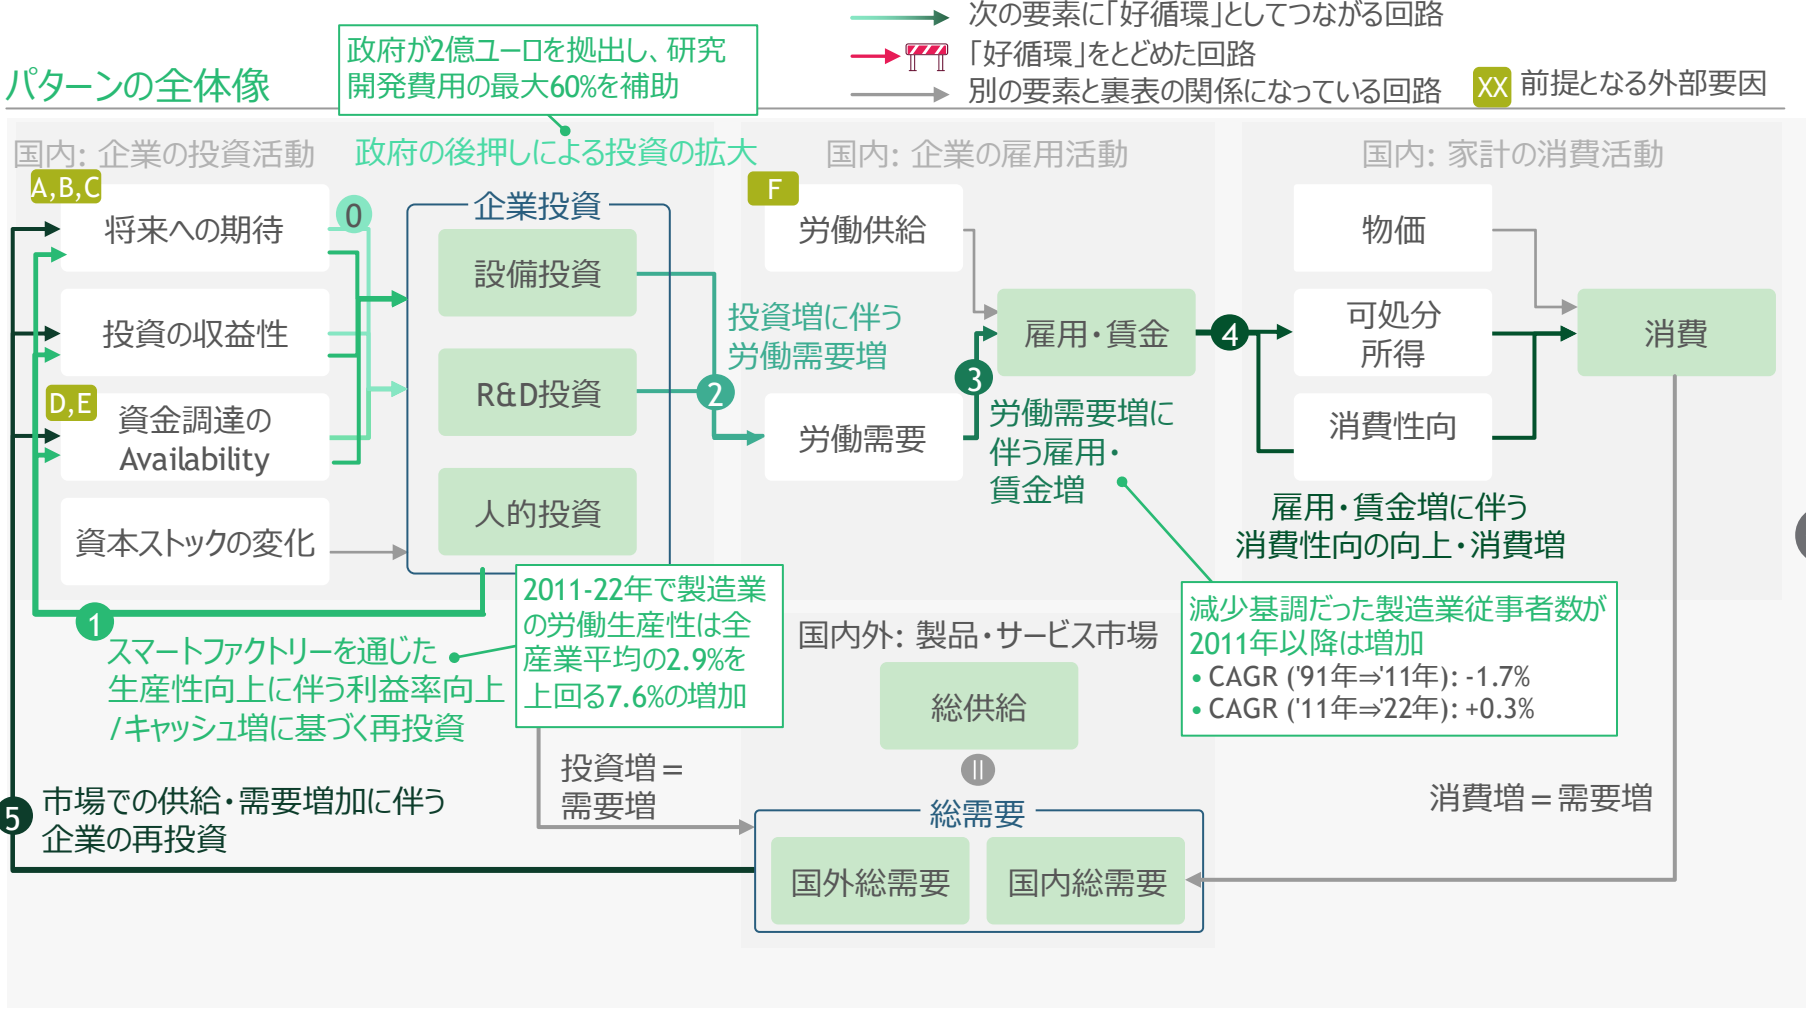 次の要素に「好循環」としてつながる回路
「好循環」をとどめた回路
別の要素と裏表の関係になっている回路
XX 前提となる外部要因
パターンの全体像
政府が2億ユーロを拠出し、研究
開発費用の最大60%を補助
国内: 企業の投資活動
政府の後押しによる投資の拡大
国内: 企業の雇用活動
国内: 家計の消費活動
A,B,C
将来への期待
0
投資の収益性
D,E
資金調達の
Availability
資本ストックの変化
企業投資
設備投資
R&D投資
人的投資
投資増に伴う
労働需要増
2
F
労働供給
労働需要
3
雇用・賃金
労働需要増に
伴う雇用・
賃金増
4
物価
可処分
所得
消費性向
消費
雇用・賃金増に伴う
消費性向の向上・消費増
1
スマートファクトリーを通じた
生産性向上に伴う利益率向上
/キャッシュ増に基づく再投資
2011-22年で製造業
の労働生産性は全
産業平均の2.9%を
上回る7.6%の増加
減少基調だった製造業従事者数が
2011年以降は増加
• CAGR ('91年⇒'11年): -1.7%
• CAGR ('11年⇒'22年): +0.3%
国内外: 製品・サービス市場
総供給
=
総需要
国外総需要
国内総需要
投資増=
需要増
消費増=需要増
5
市場での供給・需要増加に伴う
企業の再投資